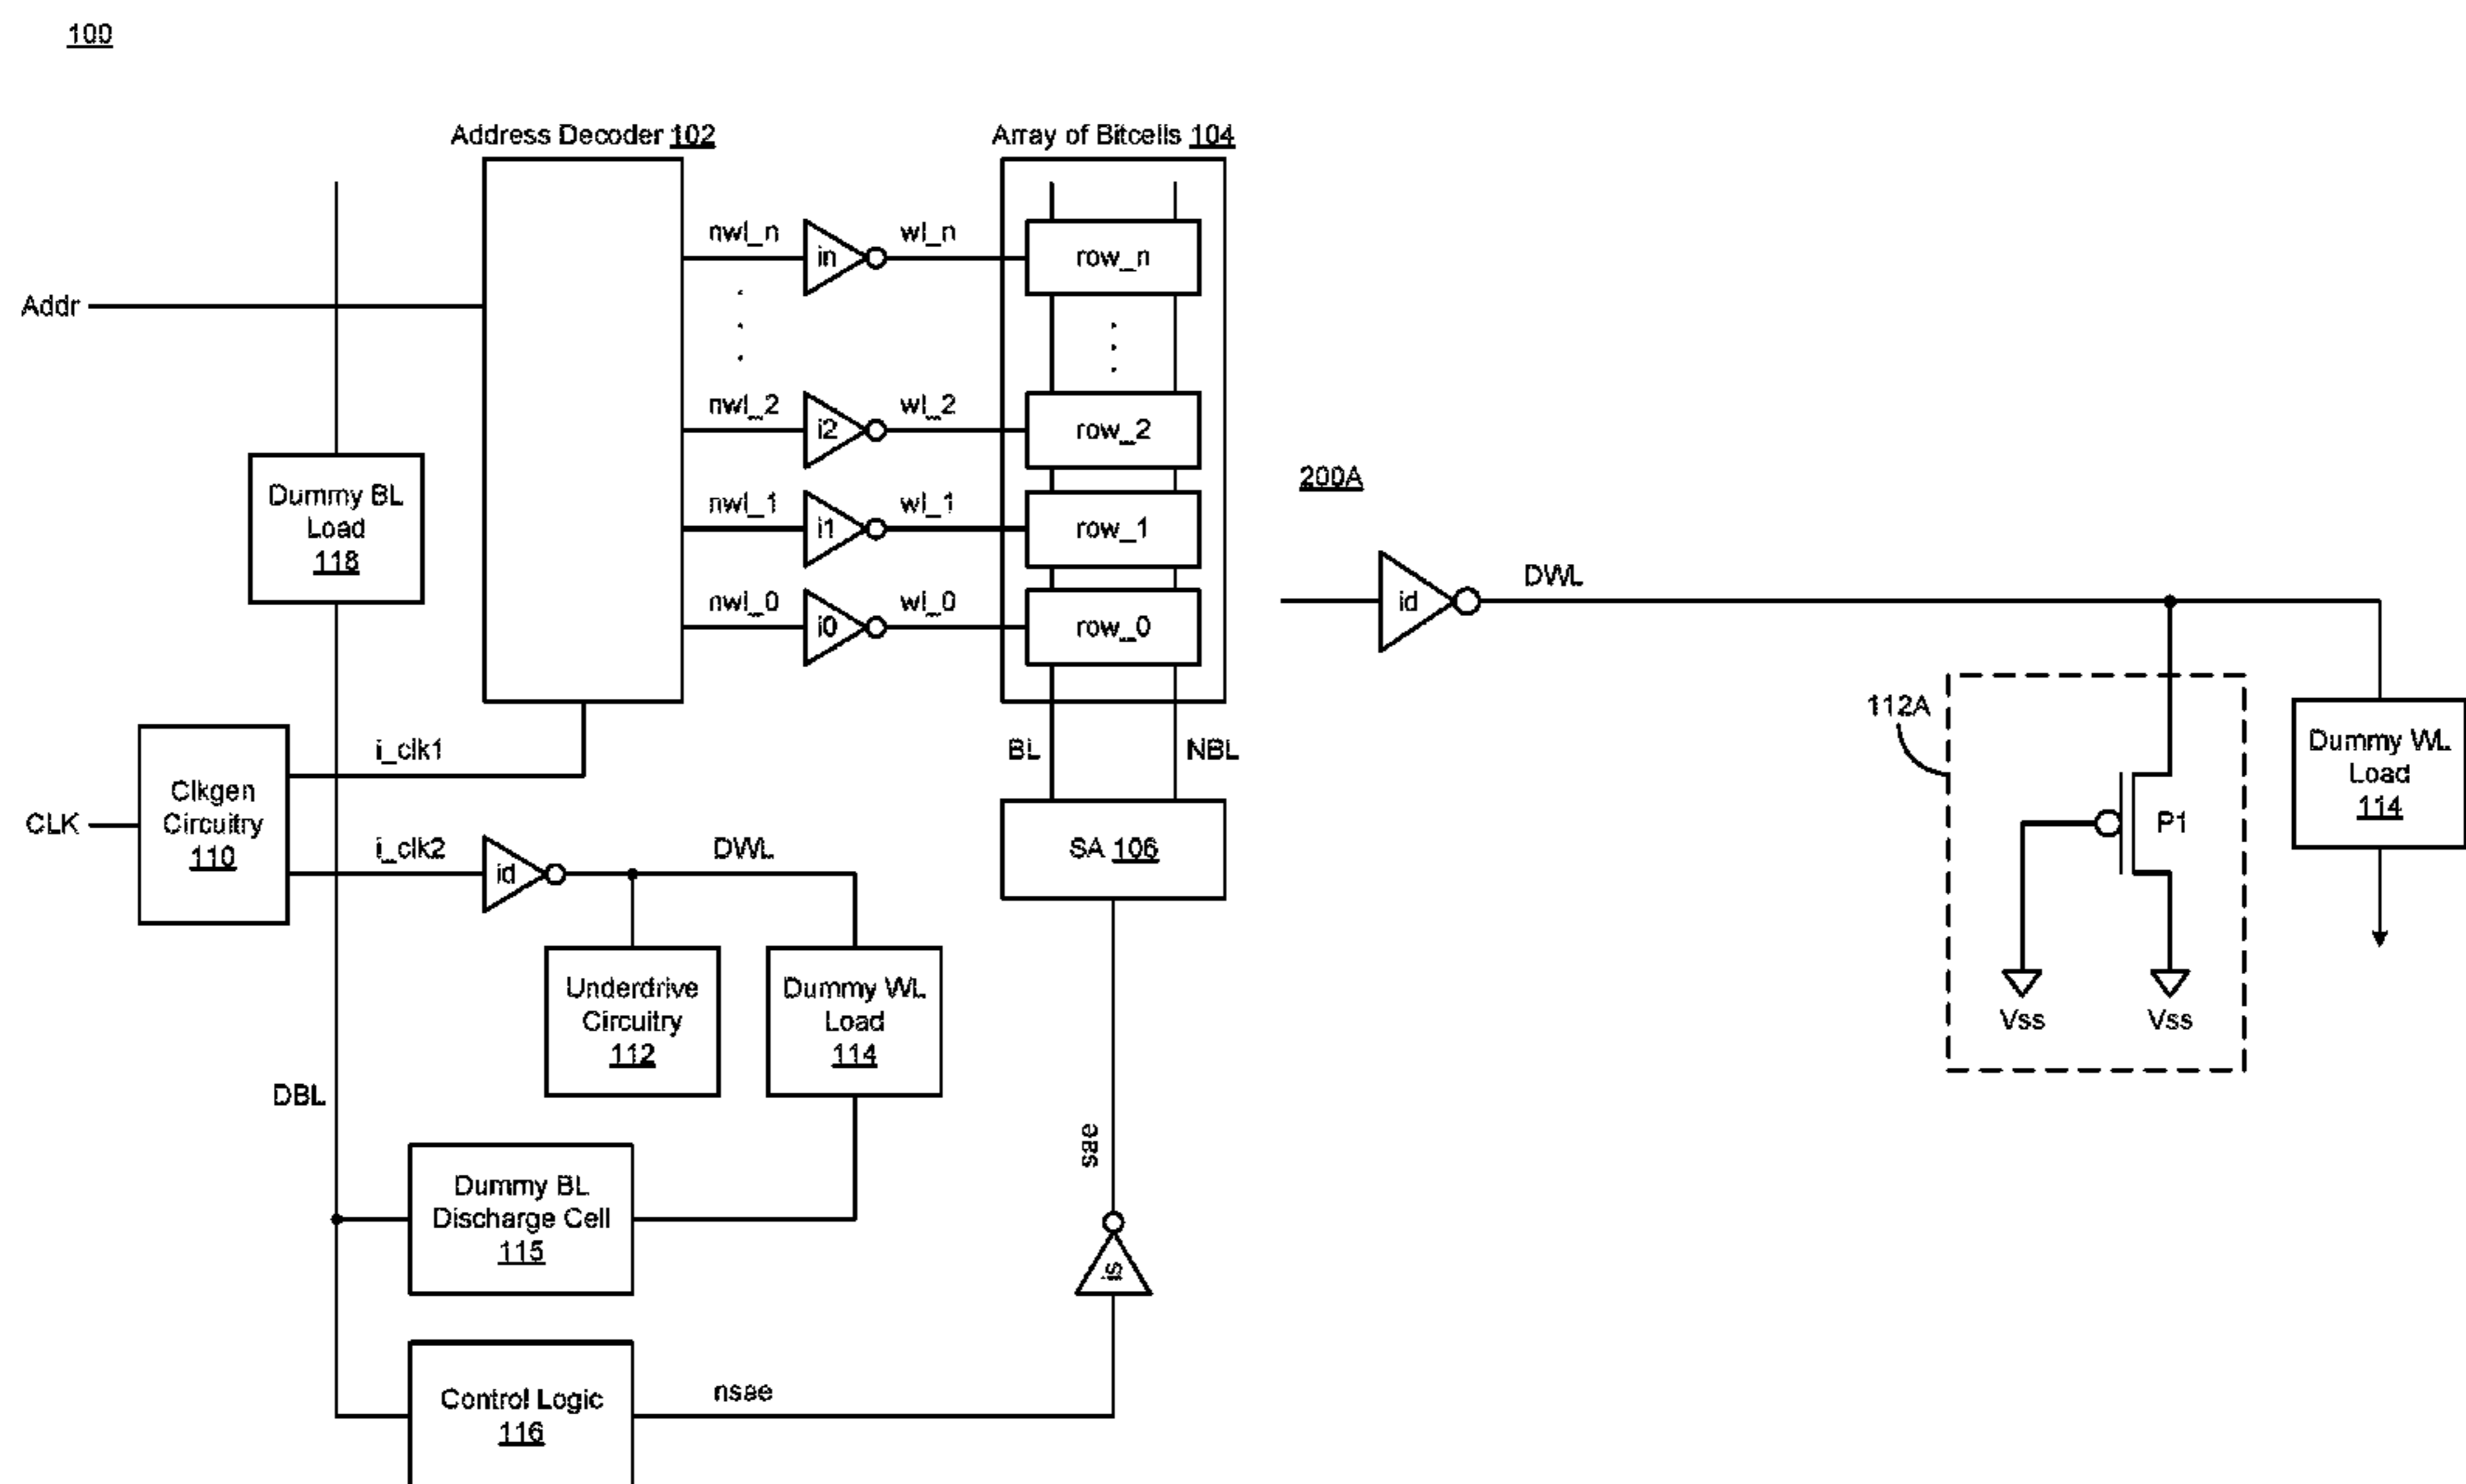 100
Address Decoder 102
Array of Bitcells 104
nwl_n
in
wl_n
row_n
Addr
nwl_2
i2
wl_2
row_2
Dummy BL
Load
118
nwl_1
i1
wl_1
row_1
nwl_0
i0
wl_0
row_0
200A
id
DWL
112A
P1
Vss
Vss
Dummy WL
Load
114
i_clk1
BL
NBL
CLK
Clkgen
Circuitry
110
i_clk2
id
DWL
SA 106
Underdrive
Circuitry
112
Dummy WL
Load
114
DBL
sae
Dummy BL
Discharge Cell
115
is
Control Logic
116
nsae